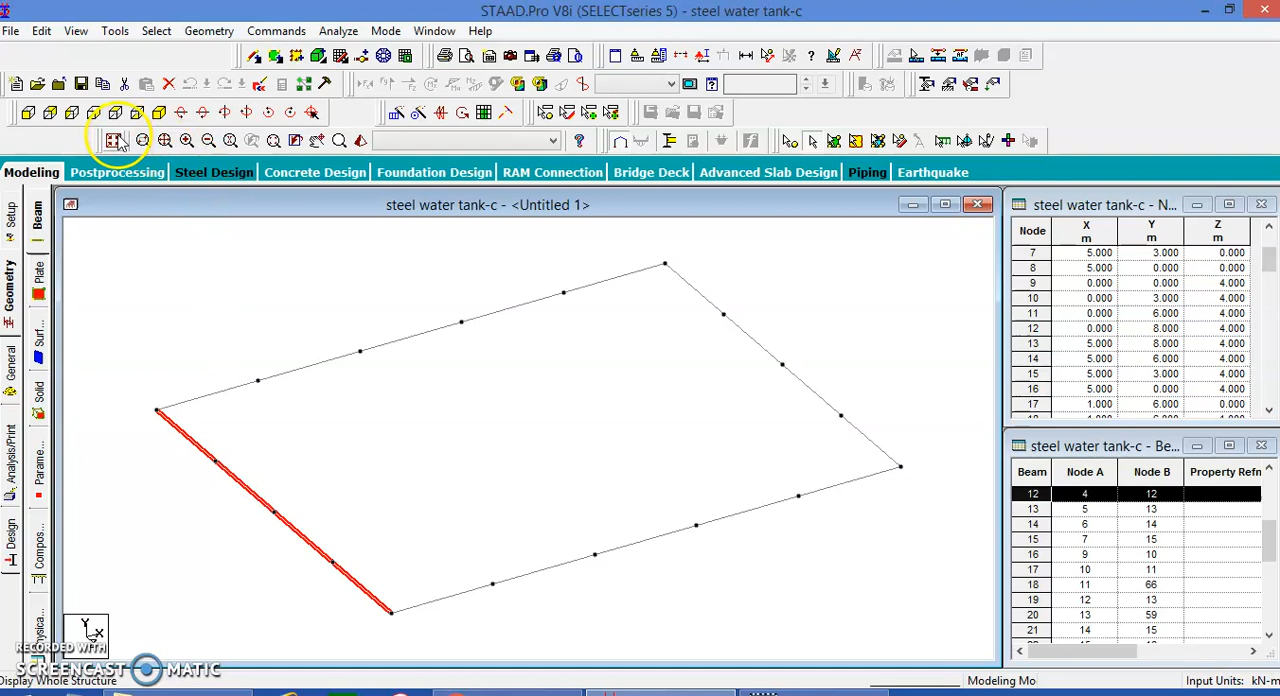 STAAD.Pro V8i (SELECTseries 5) - steel water tank-c
File Edit View Tools Select Geometry Commands Analyze Mode Window Help
Modeling Postprocessing Steel Design Concrete Design Foundation Design RAM Connection Bridge Deck Advanced Slab Design Piping Earthquake
Setup
Geometry
General
Analysis/Print
Design
Beam
Plate
Surf...
Solid
Parame...
Compos...
Physica...
steel water tank-c - <Untitled 1>
Y
X
steel water tank-c - N...
Node X m Y m Z m
7 5.000 3.000 0.000
8 5.000 0.000 0.000
9 0.000 0.000 4.000
10 0.000 3.000 4.000
11 0.000 6.000 4.000
12 0.000 8.000 4.000
13 5.000 8.000 4.000
14 5.000 6.000 4.000
15 5.000 3.000 4.000
16 5.000 0.000 4.000
17 1.000 6.000 0.000
steel water tank-c - Be...
Beam Node A Node B Property Refn
12 4 12
13 5 13
14 6 14
15 7 15
16 9 10
17 10 11
18 11 66
19 12 13
20 13 59
21 14 15
RECORDED WITH
SCREENCAST MATIC
Display Whole Structure
Modeling Mo
Input Units: kN-m